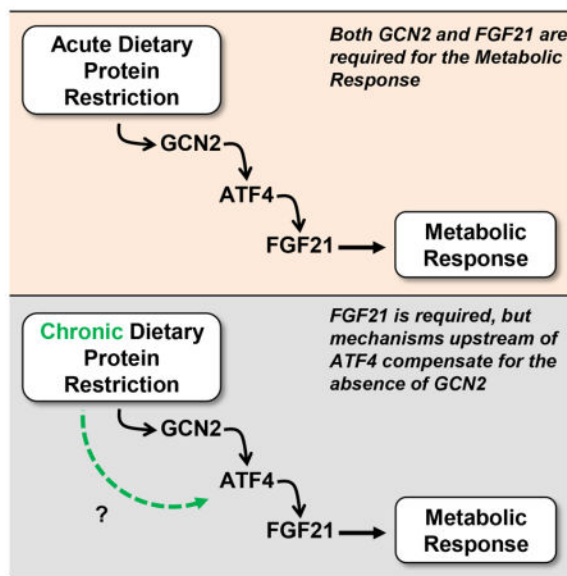 Acute Dietary
Protein
Restriction
Both GCN2 and FGF21 are
required for the Metabolic
Response
GCN2
ATF4
FGF21
Metabolic
Response
Chronic Dietary
Protein
Restriction
FGF21 is required, but
mechanisms upstream of
ATF4 compensate for the
absence of GCN2
GCN2
ATF4
?
FGF21
Metabolic
Response